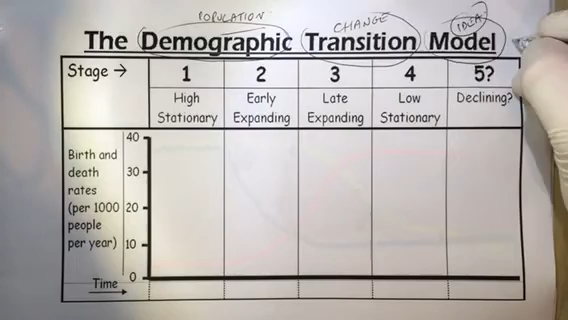 POPULATION CHANGE IDEA
The Demographic Transition Model
Stage → 1 2 3 4 5?
High Stationary
Early Expanding
Late Expanding
Low Stationary
Declining?
Birth and
death
rates
(per 1000
people
per year)
40
30
20
10
0
Time